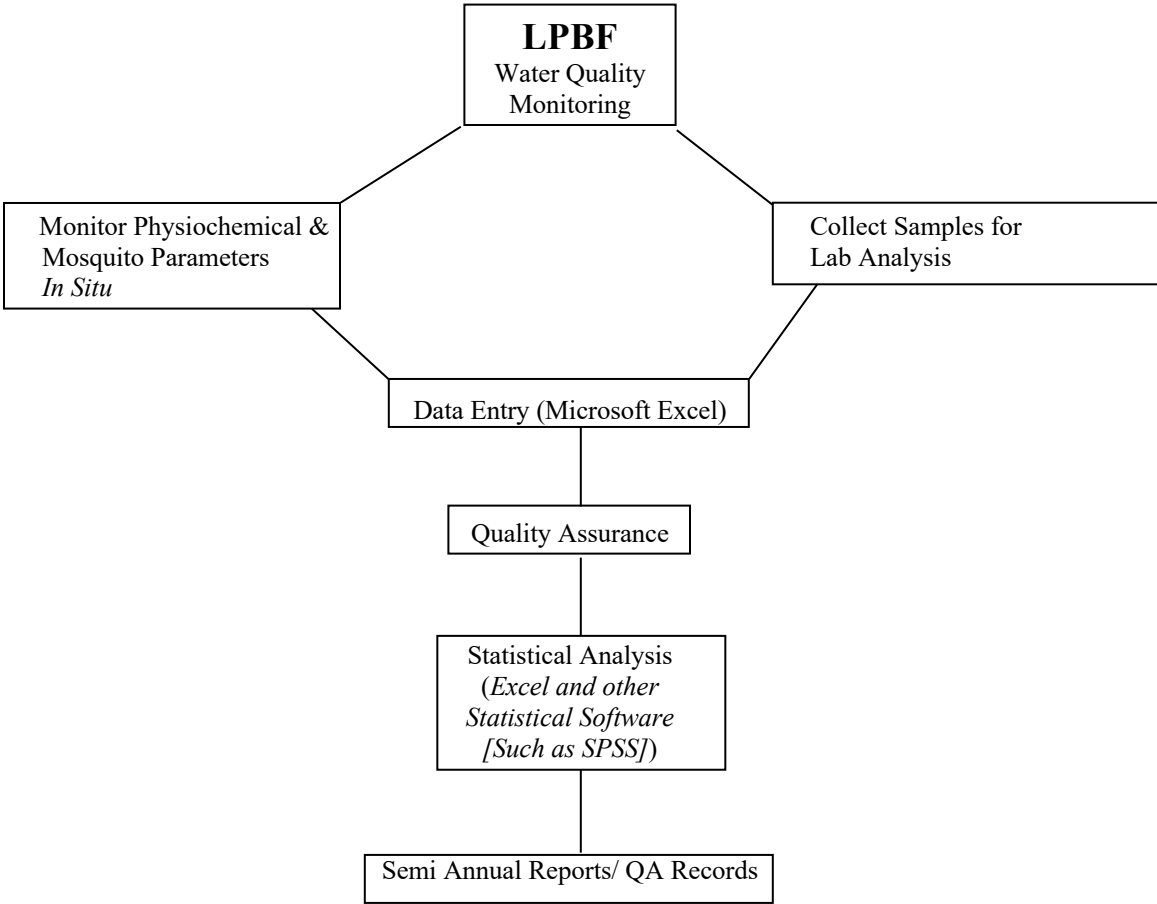 LPBF
Water Quality
Monitoring
Monitor Physiochemical &
Mosquito Parameters
In Situ
Collect Samples for
Lab Analysis
Data Entry (Microsoft Excel)
Quality Assurance
Statistical Analysis
(Excel and other
Statistical Software
[Such as SPSS])
Semi Annual Reports/ QA Records